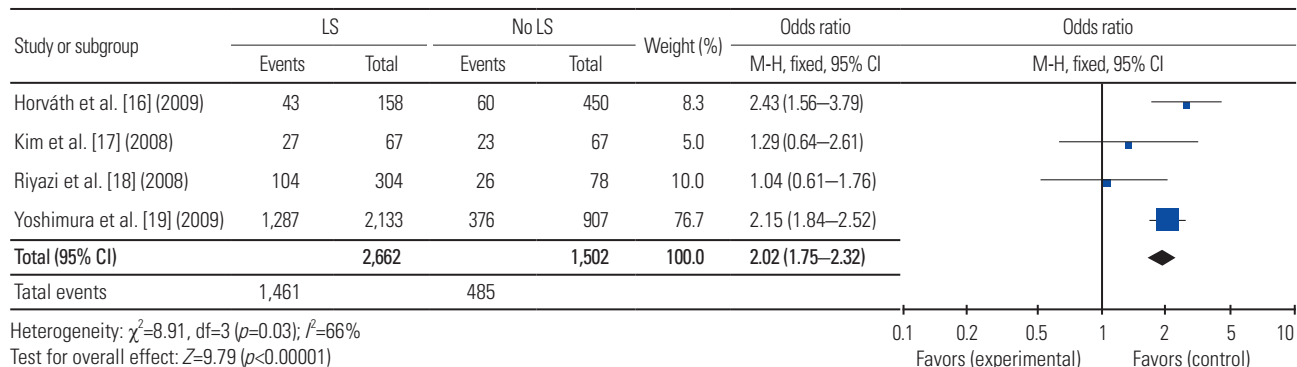 Study or subgroup LS No LS Weight (%) Odds ratio Odds ratio
Events Total Events Total M-H, fixed, 95% CI M-H, fixed, 95% CI
Horváth et al. [16] (2009) 43 158 60 450 8.3 2.43 (1.56–3.79)
Kim et al. [17] (2008) 27 67 23 67 5.0 1.29 (0.64–2.61)
Riyazi et al. [18] (2008) 104 304 26 78 10.0 1.04 (0.61–1.76)
Yoshimura et al. [19] (2009) 1,287 2,133 376 907 76.7 2.15 (1.84–2.52)
Total (95% CI) 2,662 1,502 100.0 2.02 (1.75–2.32)
Tatal events 1,461 485
Heterogeneity: χ²=8.91, df=3 (p=0.03); I²=66%
Test for overall effect: Z=9.79 (p<0.00001)
0.1 0.2 0.5 1 2 5 10
Favors (experimental) Favors (control)